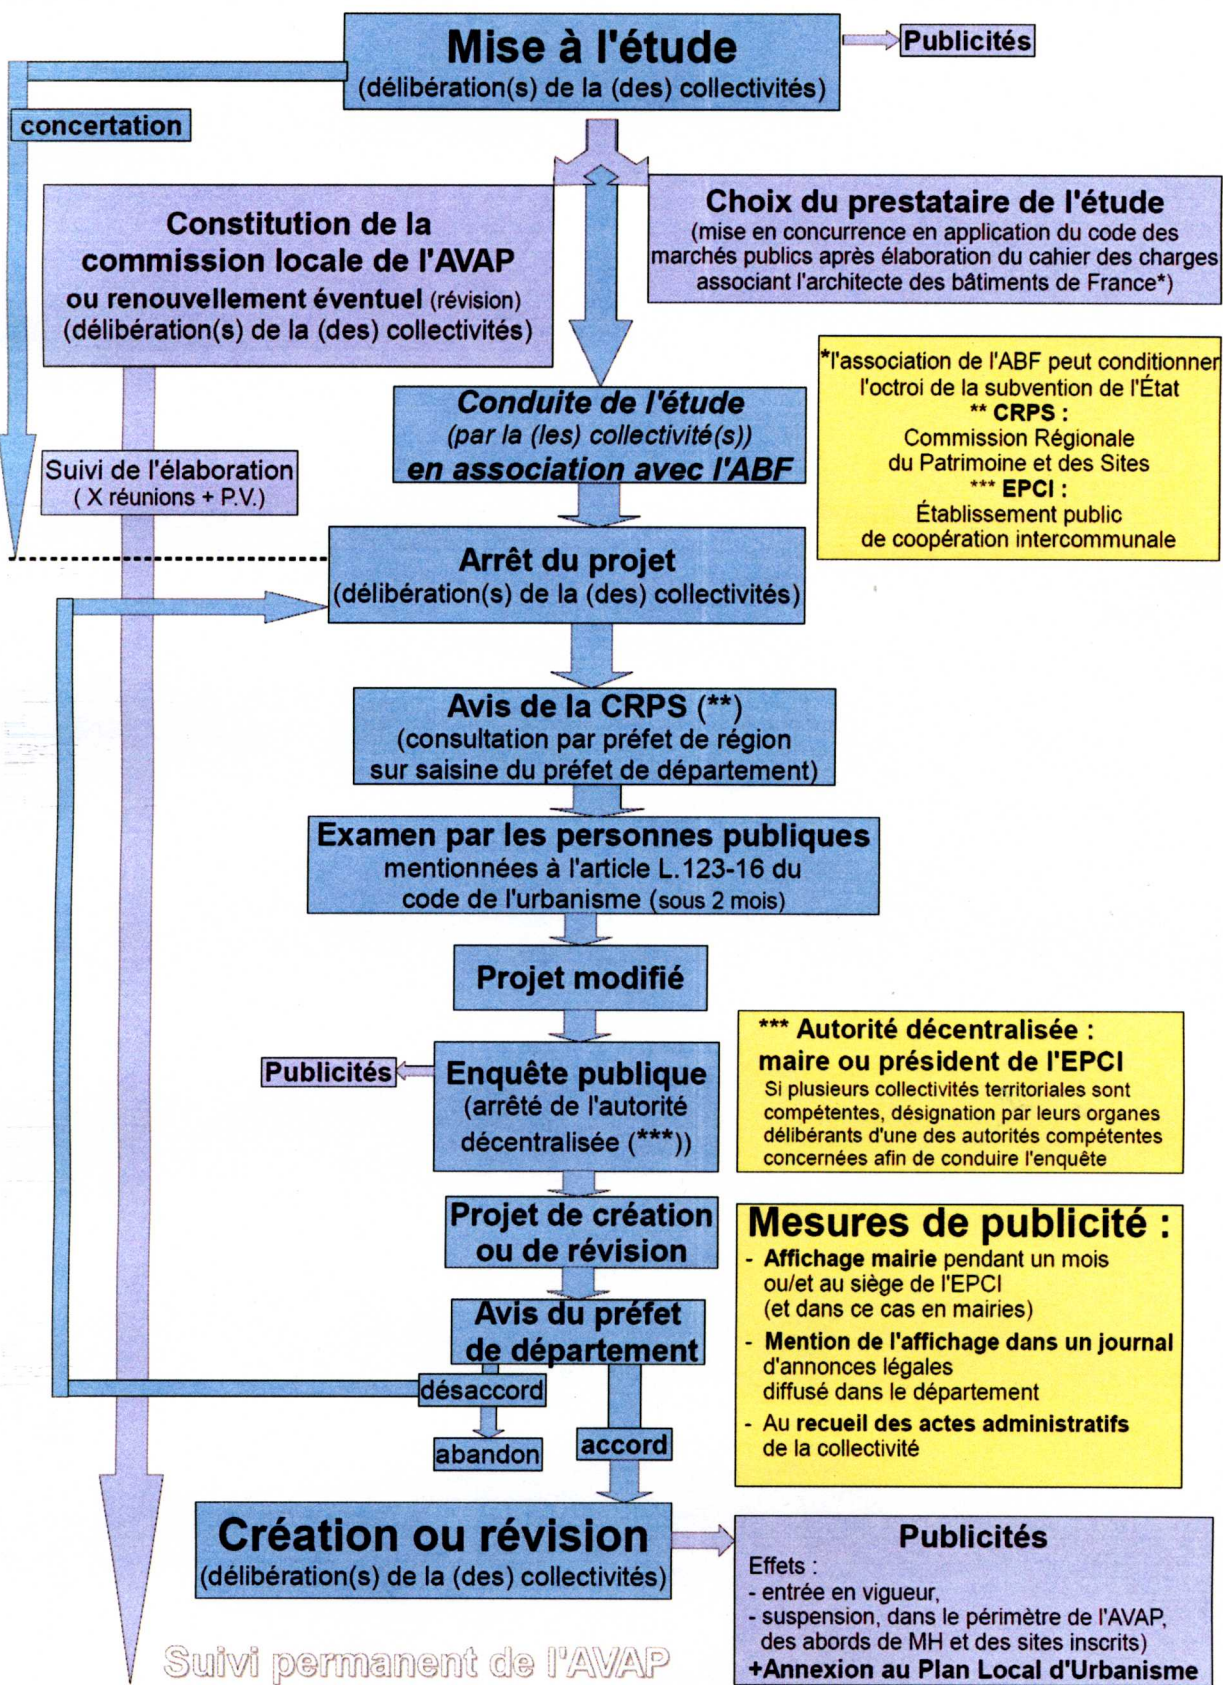 Mise à l'étude
(délibération(s) de la (des) collectivités)
Publicités
concertation
Constitution de la
commission locale de l'AVAP
ou renouvellement éventuel (révision)
(délibération(s) de la (des) collectivités)
Choix du prestataire de l'étude
(mise en concurrence en application du code des
marchés publics après élaboration du cahier des charges
associant l'architecte des bâtiments de France*)
*l'association de l'ABF peut conditionner
l'octroi de la subvention de l'État
** CRPS :
Commission Régionale
du Patrimoine et des Sites
*** EPCI :
Établissement public
de coopération intercommunale
Conduite de l'étude
(par la (les) collectivité(s))
en association avec l'ABF
Suivi de l'élaboration
( X réunions + P.V.)
Arrêt du projet
(délibération(s) de la (des) collectivités)
Avis de la CRPS (**)
(consultation par préfet de région
sur saisine du préfet de département)
Examen par les personnes publiques
mentionnées à l'article L.123-16 du
code de l'urbanisme (sous 2 mois)
Projet modifié
Publicités
Enquête publique
(arrêté de l'autorité
décentralisée (***))
*** Autorité décentralisée :
maire ou président de l'EPCI
Si plusieurs collectivités territoriales sont
compétentes, désignation par leurs organes
délibérants d'une des autorités compétentes
concernées afin de conduire l'enquête
Projet de création
ou de révision
Avis du préfet
de département
désaccord
abandon
accord
Mesures de publicité :
- Affichage mairie pendant un mois
ou/et au siège de l'EPCI
(et dans ce cas en mairies)
- Mention de l'affichage dans un journal
d'annonces légales
diffusé dans le département
- Au recueil des actes administratifs
de la collectivité
Création ou révision
(délibération(s) de la (des) collectivités)
Publicités
Effets :
- entrée en vigueur,
- suspension, dans le périmètre de l'AVAP,
des abords de MH et des sites inscrits)
+Annexion au Plan Local d'Urbanisme
Suivi permanent de l'AVAP